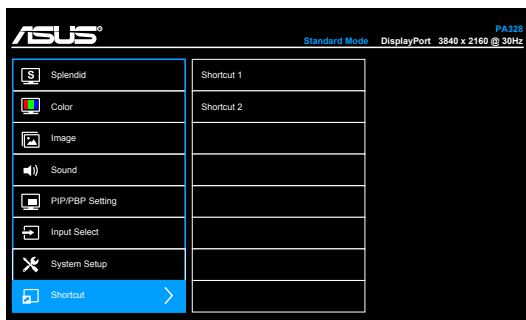 ASUS
PA328
Standard Mode DisplayPort 3840 x 2160 @ 30Hz
S Splendid
Color
Image
Sound
PIP/PBP Setting
Input Select
System Setup
Shortcut
Shortcut 1
Shortcut 2